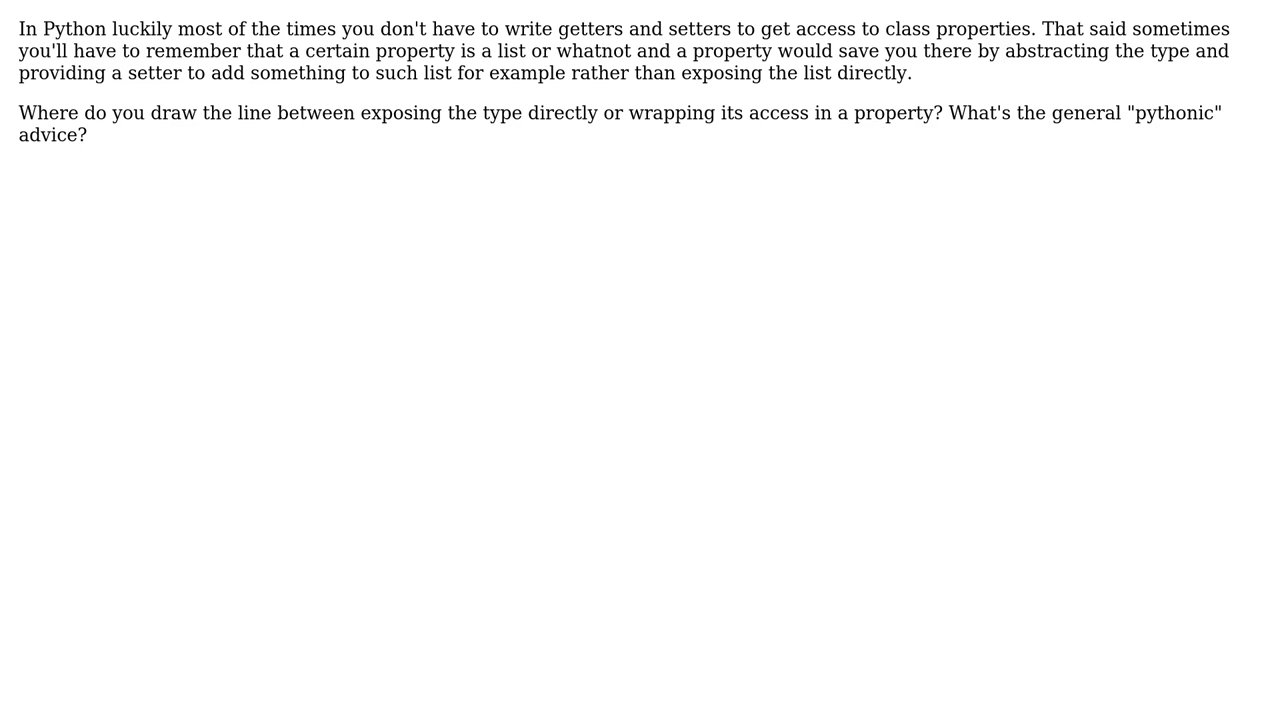 In Python luckily most of the times you don't have to write getters and setters to get access to class properties. That said sometimes
you'll have to remember that a certain property is a list or whatnot and a property would save you there by abstracting the type and
providing a setter to add something to such list for example rather than exposing the list directly.
Where do you draw the line between exposing the type directly or wrapping its access in a property? What's the general "pythonic"
advice?